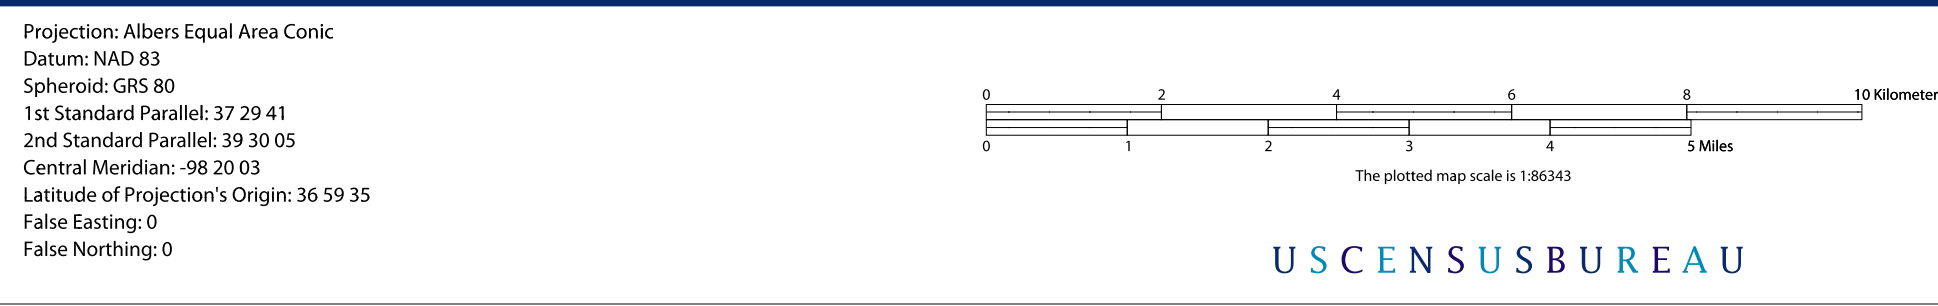 Projection: Albers Equal Area Conic
Datum: NAD 83
Spheroid: GRS 80
1st Standard Parallel: 37 29 41
2nd Standard Parallel: 39 30 05
Central Meridian: -98 20 03
Latitude of Projection's Origin: 36 59 35
False Easting: 0
False Northing: 0
0 2 4 6 8 10 Kilometer
0 1 2 3 4 5 Miles
The plotted map scale is 1:86343
USCENSUSBUREAU